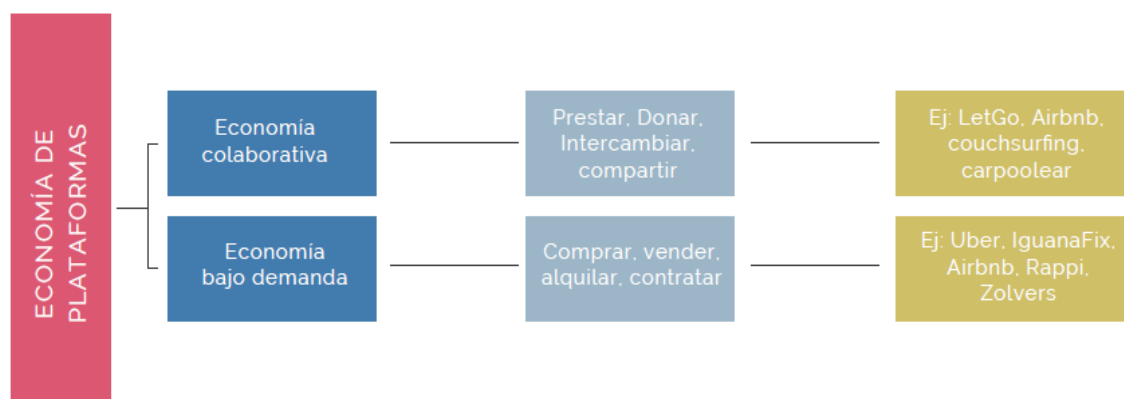 ECONOMÍA DE
PLATAFORMAS
Economía
colaborativa
Prestar, Donar,
Intercambiar,
compartir
Ej: LetGo, Airbnb,
couchsurfing,
carpoolear
Economía
bajo demanda
Comprar, vender,
alquilar, contratar
Ej: Uber, IguanaFix,
Airbnb, Rappi,
Zolvers